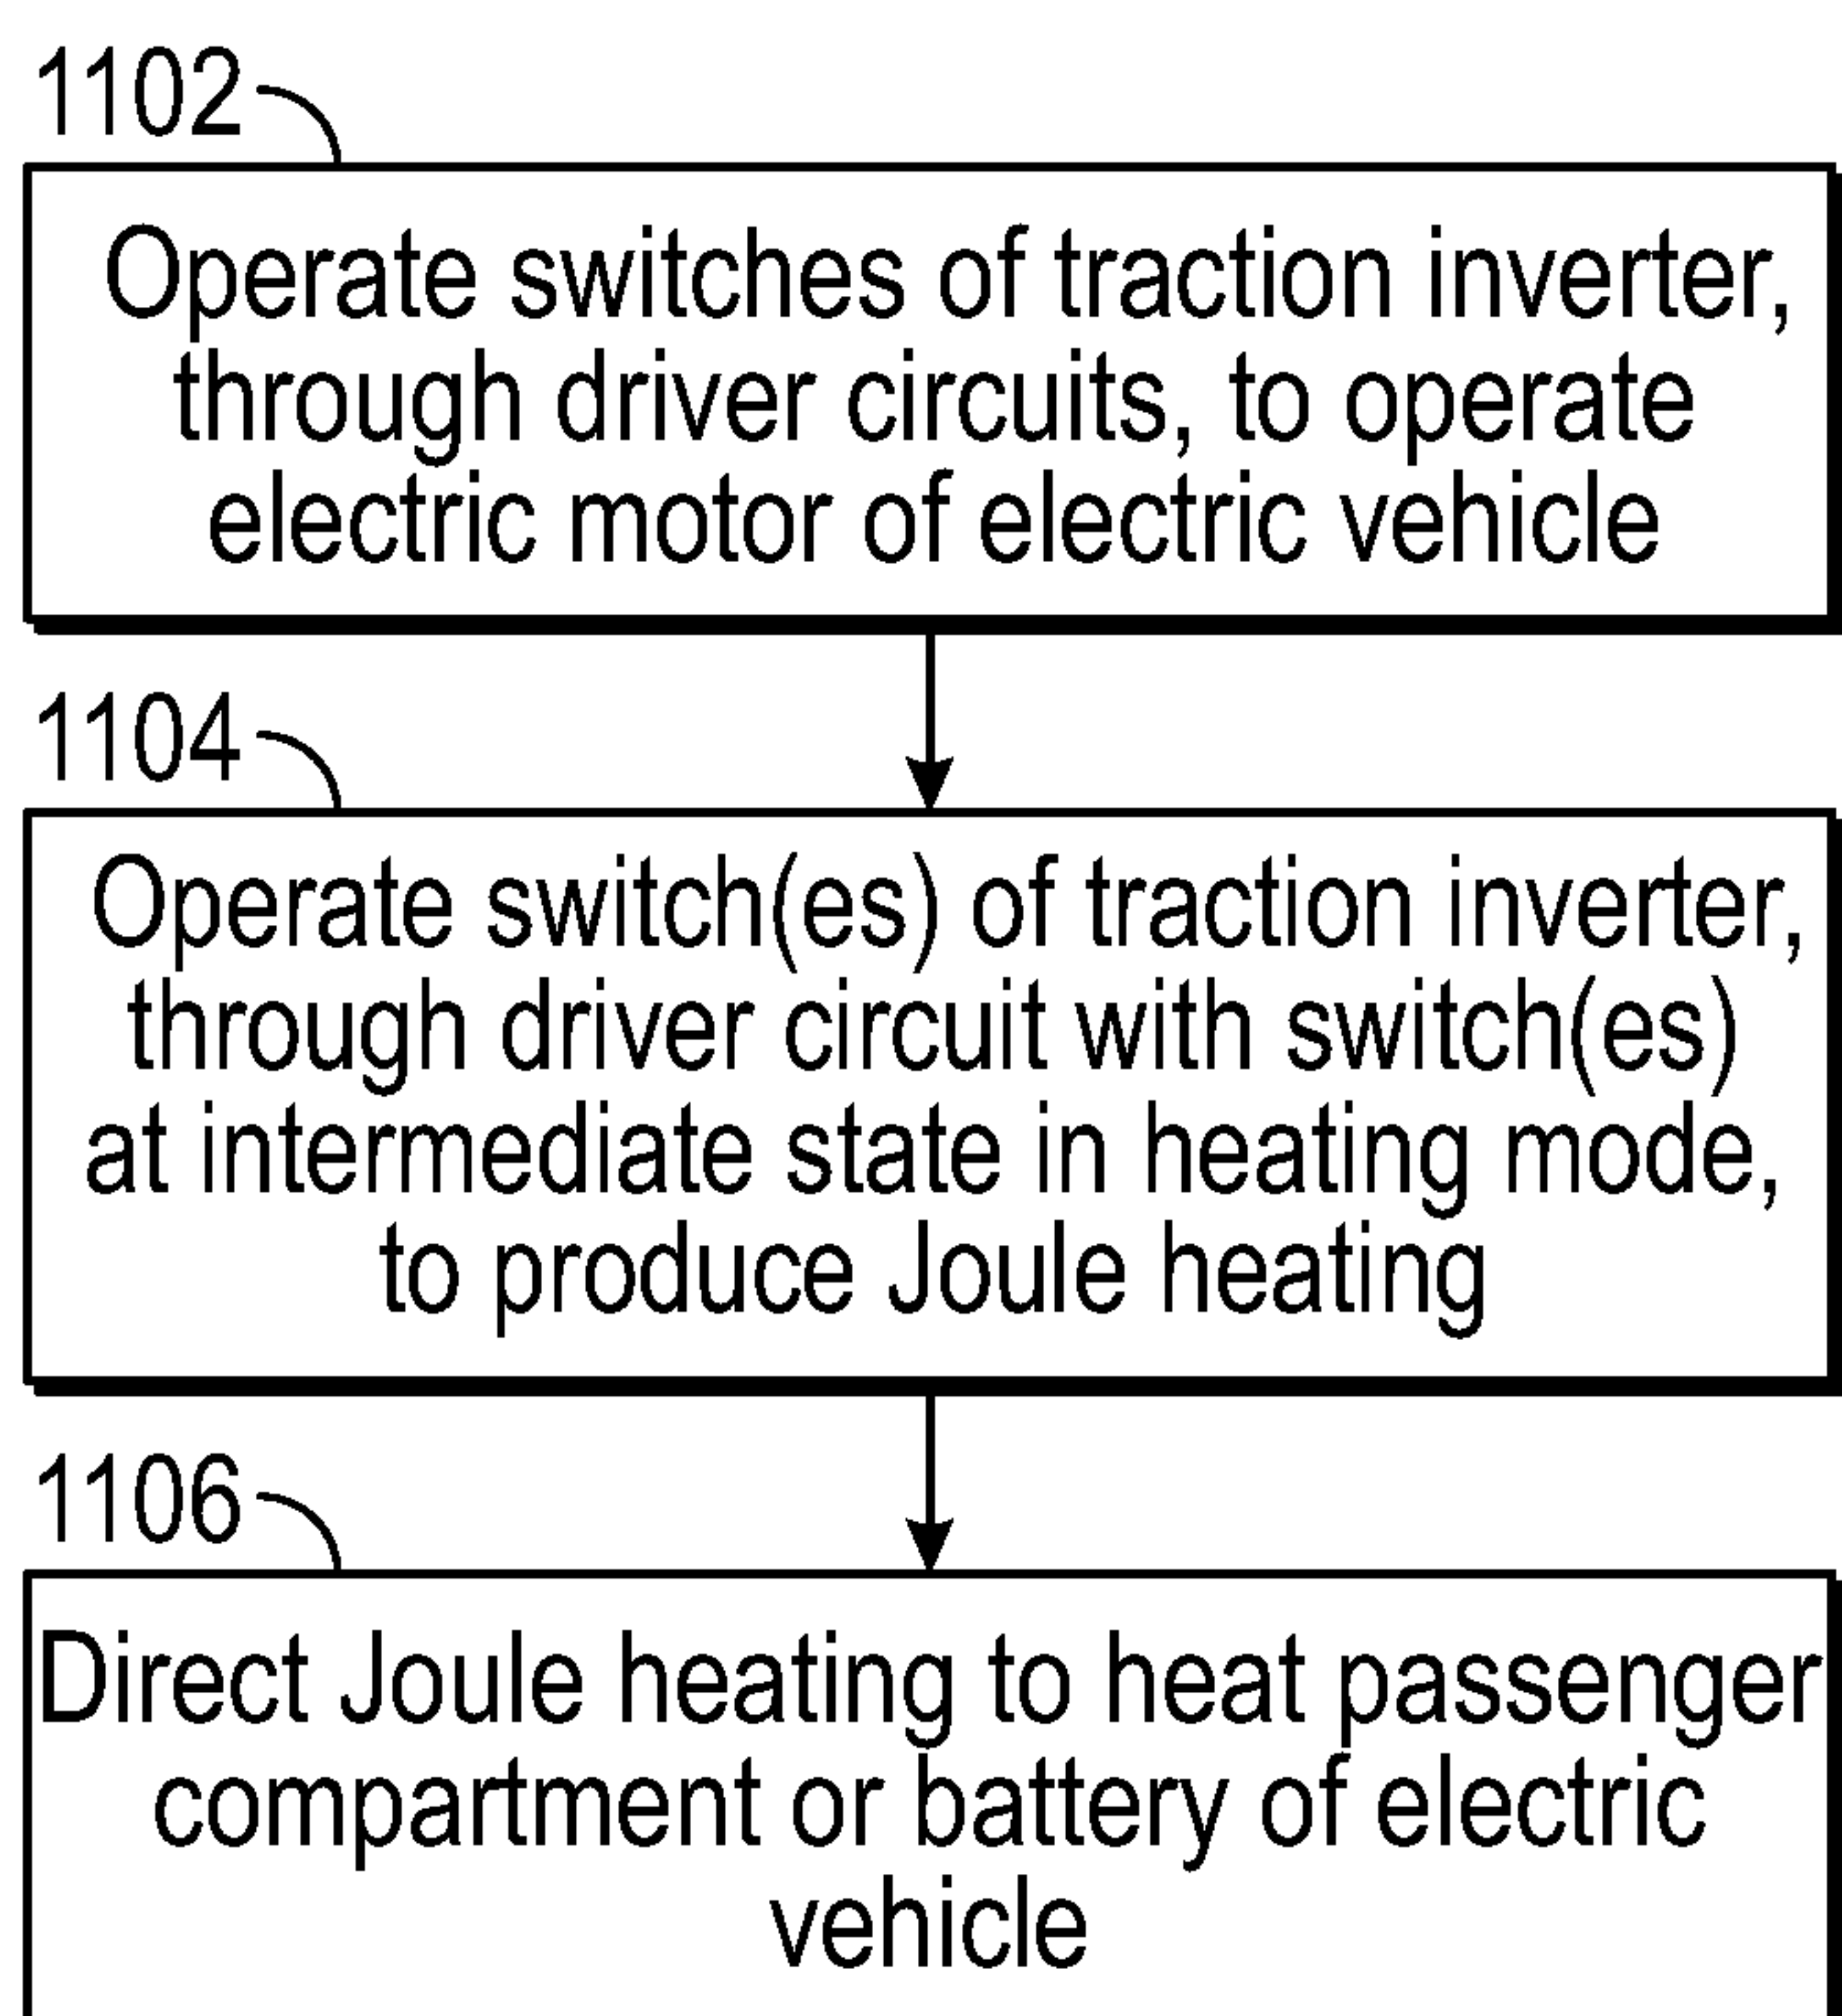 1102
Operate switches of traction inverter,
through driver circuits, to operate
electric motor of electric vehicle
1104
Operate switch(es) of traction inverter,
through driver circuit with switch(es)
at intermediate state in heating mode,
to produce Joule heating
1106
Direct Joule heating to heat passenger
compartment or battery of electric
vehicle